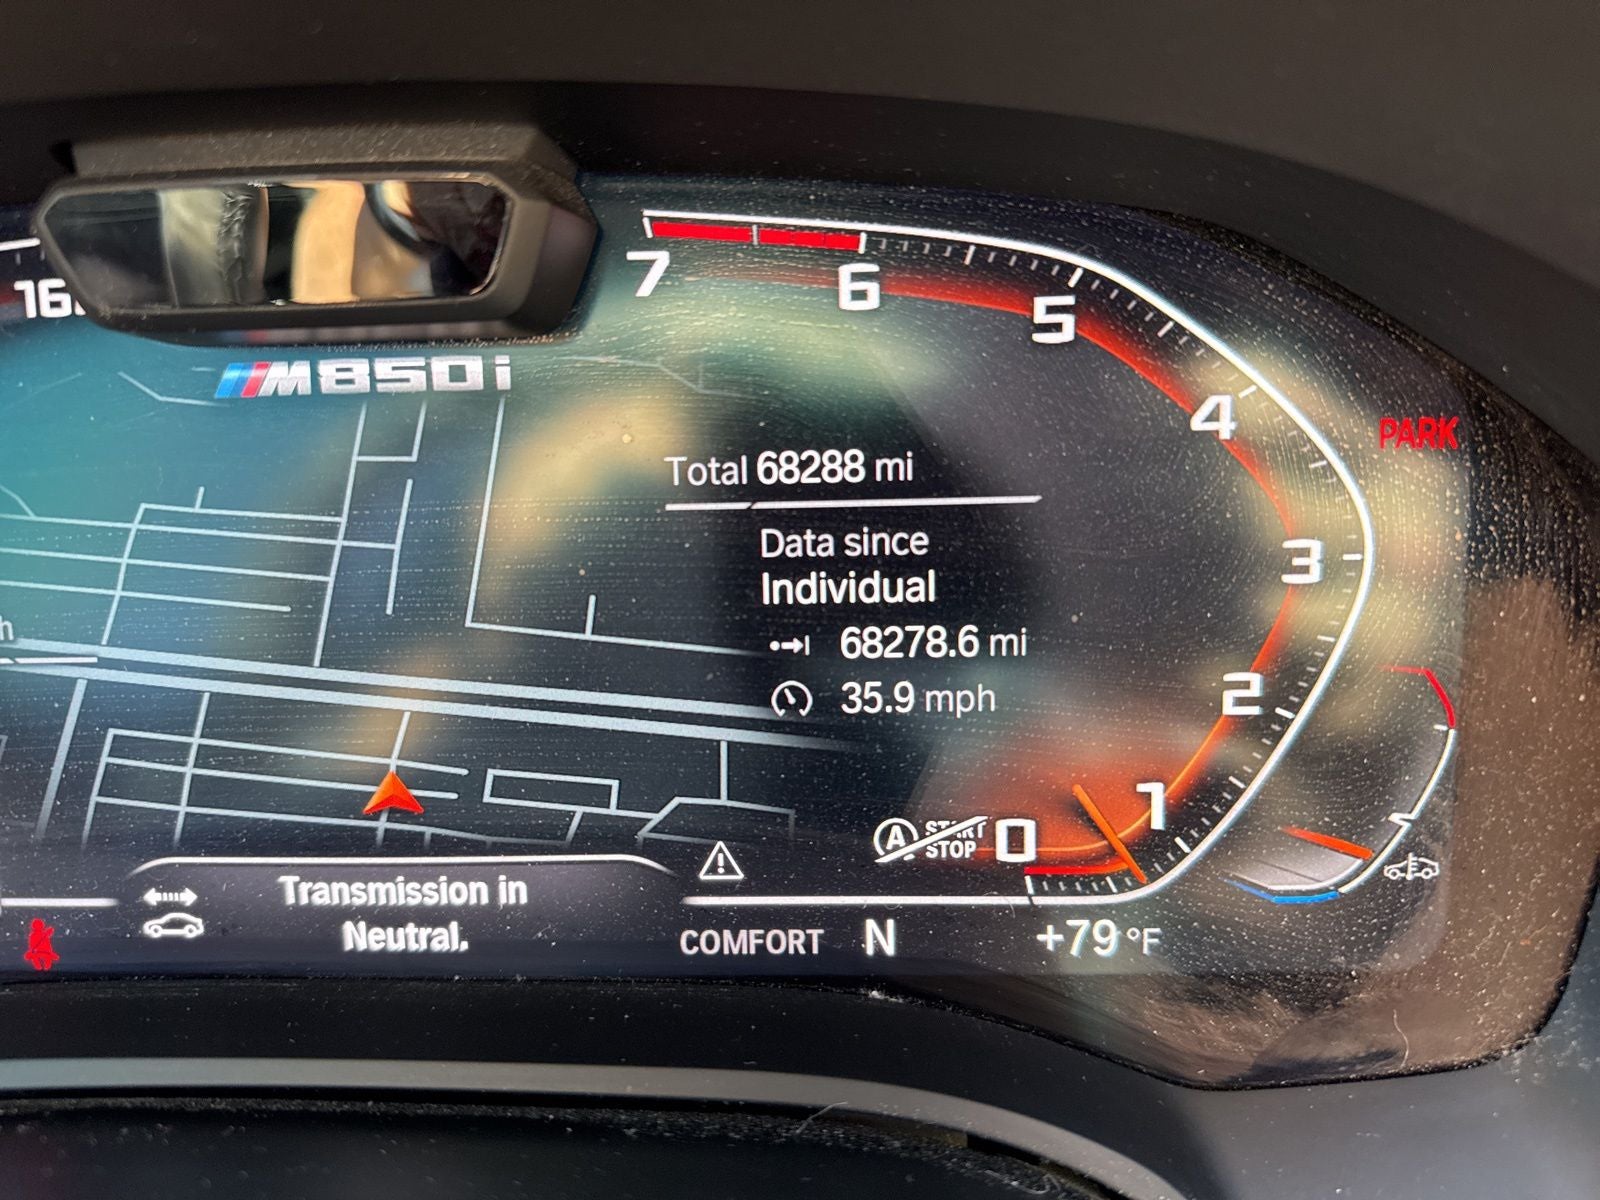 7
6
5
4
3
2
1
0
M850i
PARK
Total 68288 mi
Data since
Individual
68278.6 mi
35.9 mph
A START
STOP
Transmission in
Neutral.
COMFORT N +79 °F